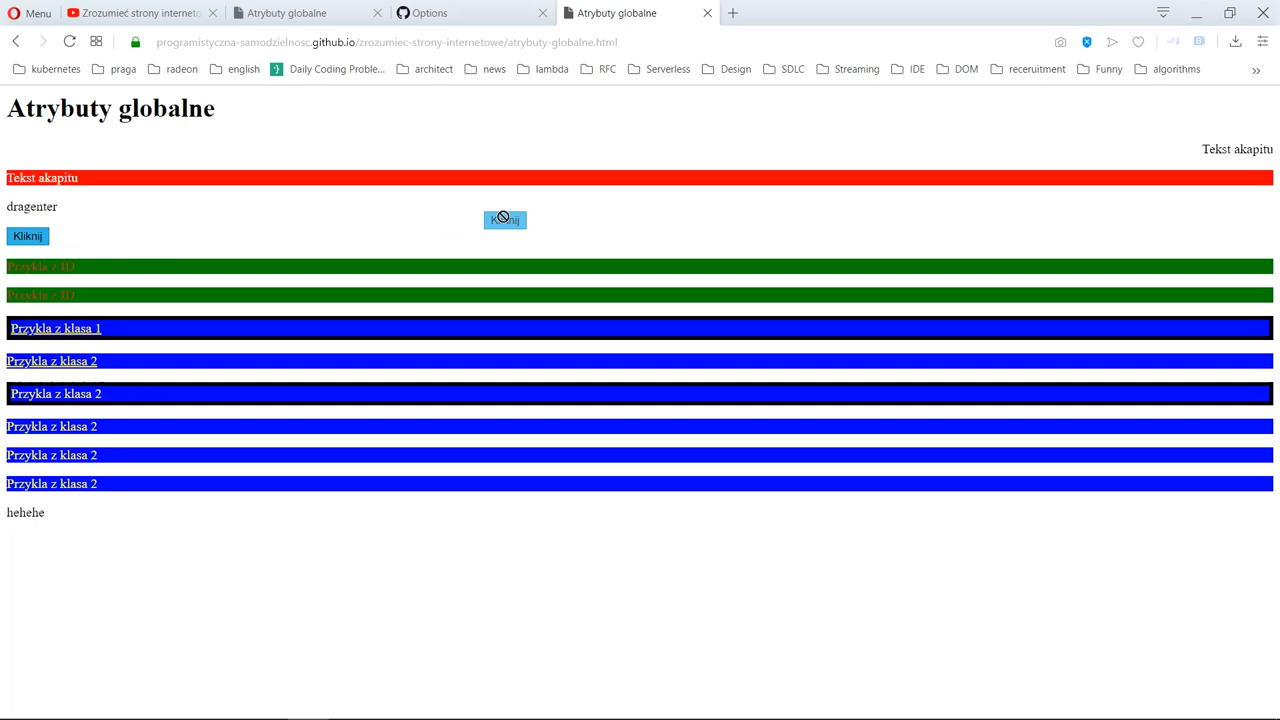 Menu
Zrozumieć strony interneto
Atrybuty globalne
Options
Atrybuty globalne
programistyczna-samodzielnosc.github.io/zrozumiec-strony-internetowe/atrybuty-globalne.html
kubernetes
praga
radeon
english
Daily Coding Proble...
architect
news
lambda
RFC
Serverless
Design
SDLC
Streaming
IDE
DOM
receruitment
Funny
algorithms
Atrybuty globalne
Tekst akapitu
Tekst akapitu
dragenter
Kliknij
Przykla z ID
Przykla z ID
Przykla z klasa 1
Przykla z klasa 2
Przykla z klasa 2
Przykla z klasa 2
Przykla z klasa 2
Przykla z klasa 2
hehehe